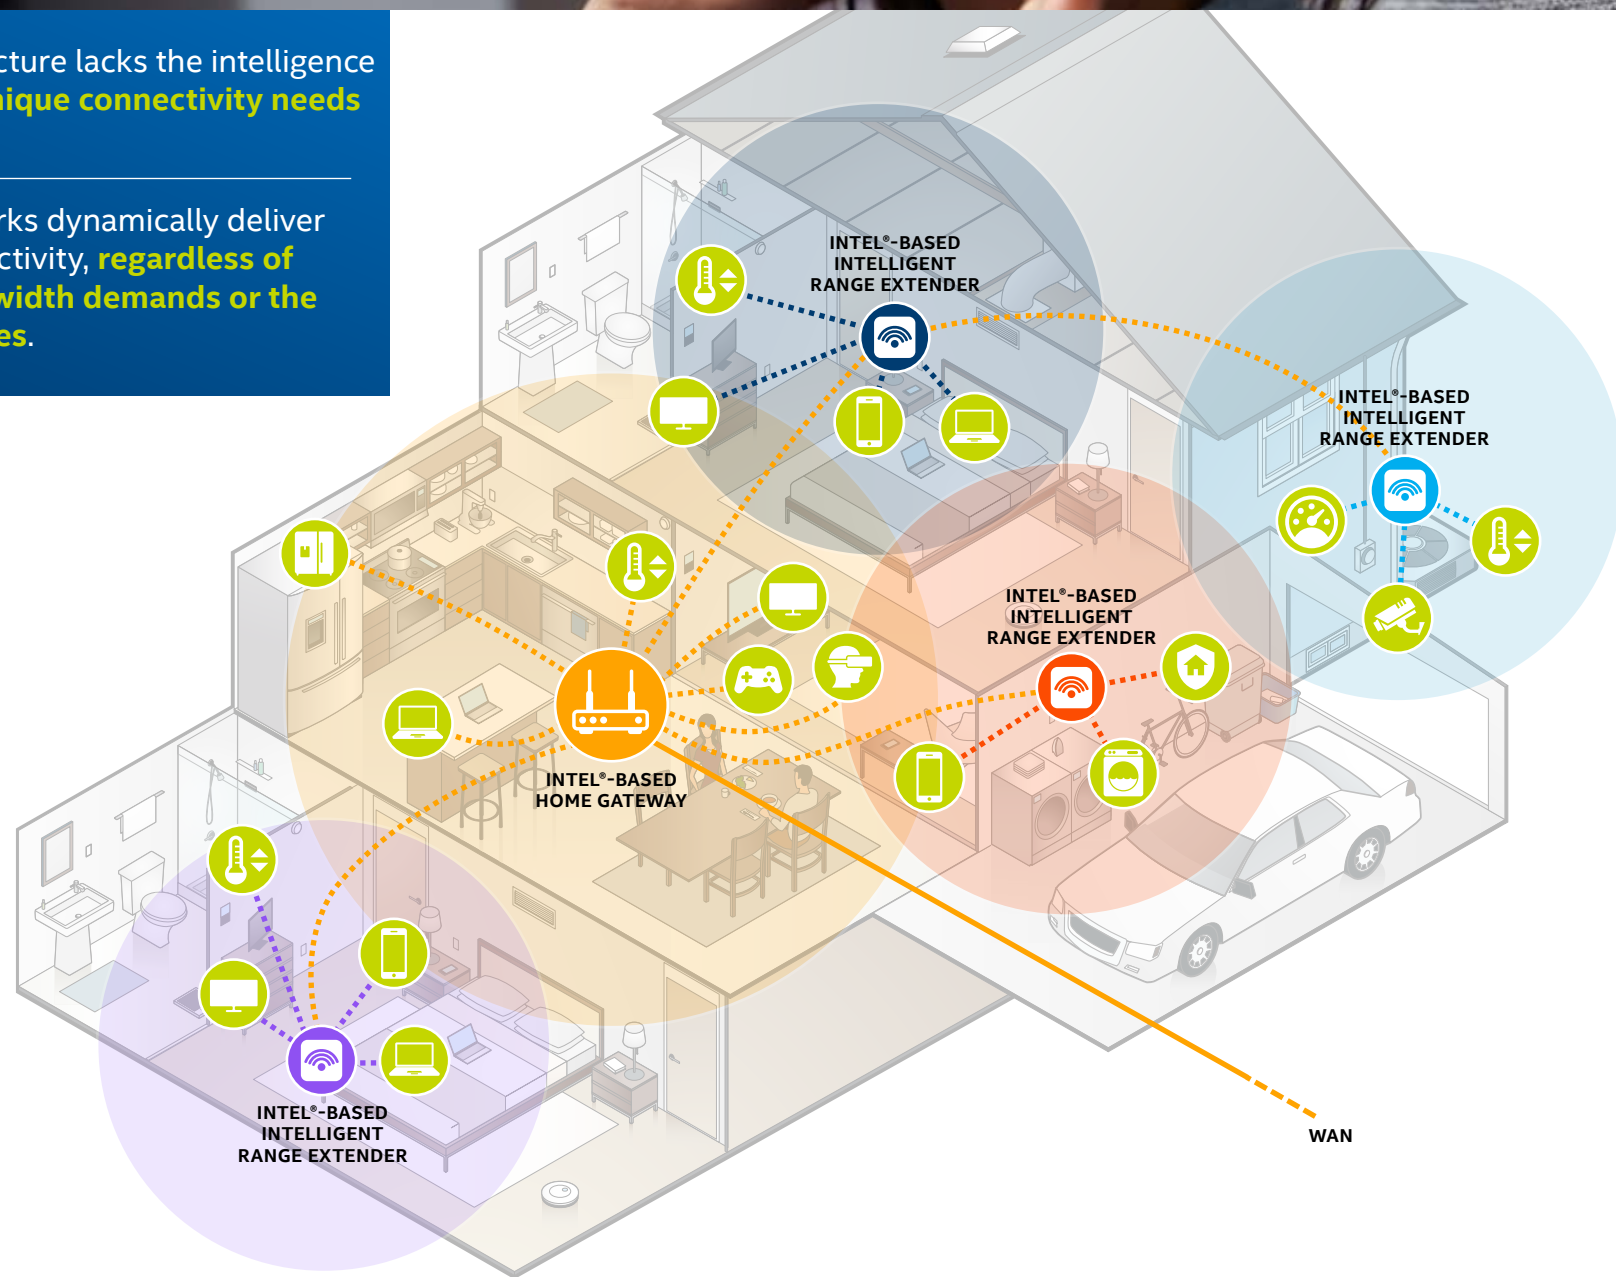 cture lacks the intelligence
nique connectivity needs
rks dynamically deliver
ctivity, regardless of
width demands or the
es.
INTEL®-BASED
INTELLIGENT
RANGE EXTENDER
INTEL®-BASED
INTELLIGENT
RANGE EXTENDER
INTEL®-BASED
INTELLIGENT
RANGE EXTENDER
INTEL®-BASED
HOME GATEWAY
INTEL®-BASED
INTELLIGENT
RANGE EXTENDER
WAN